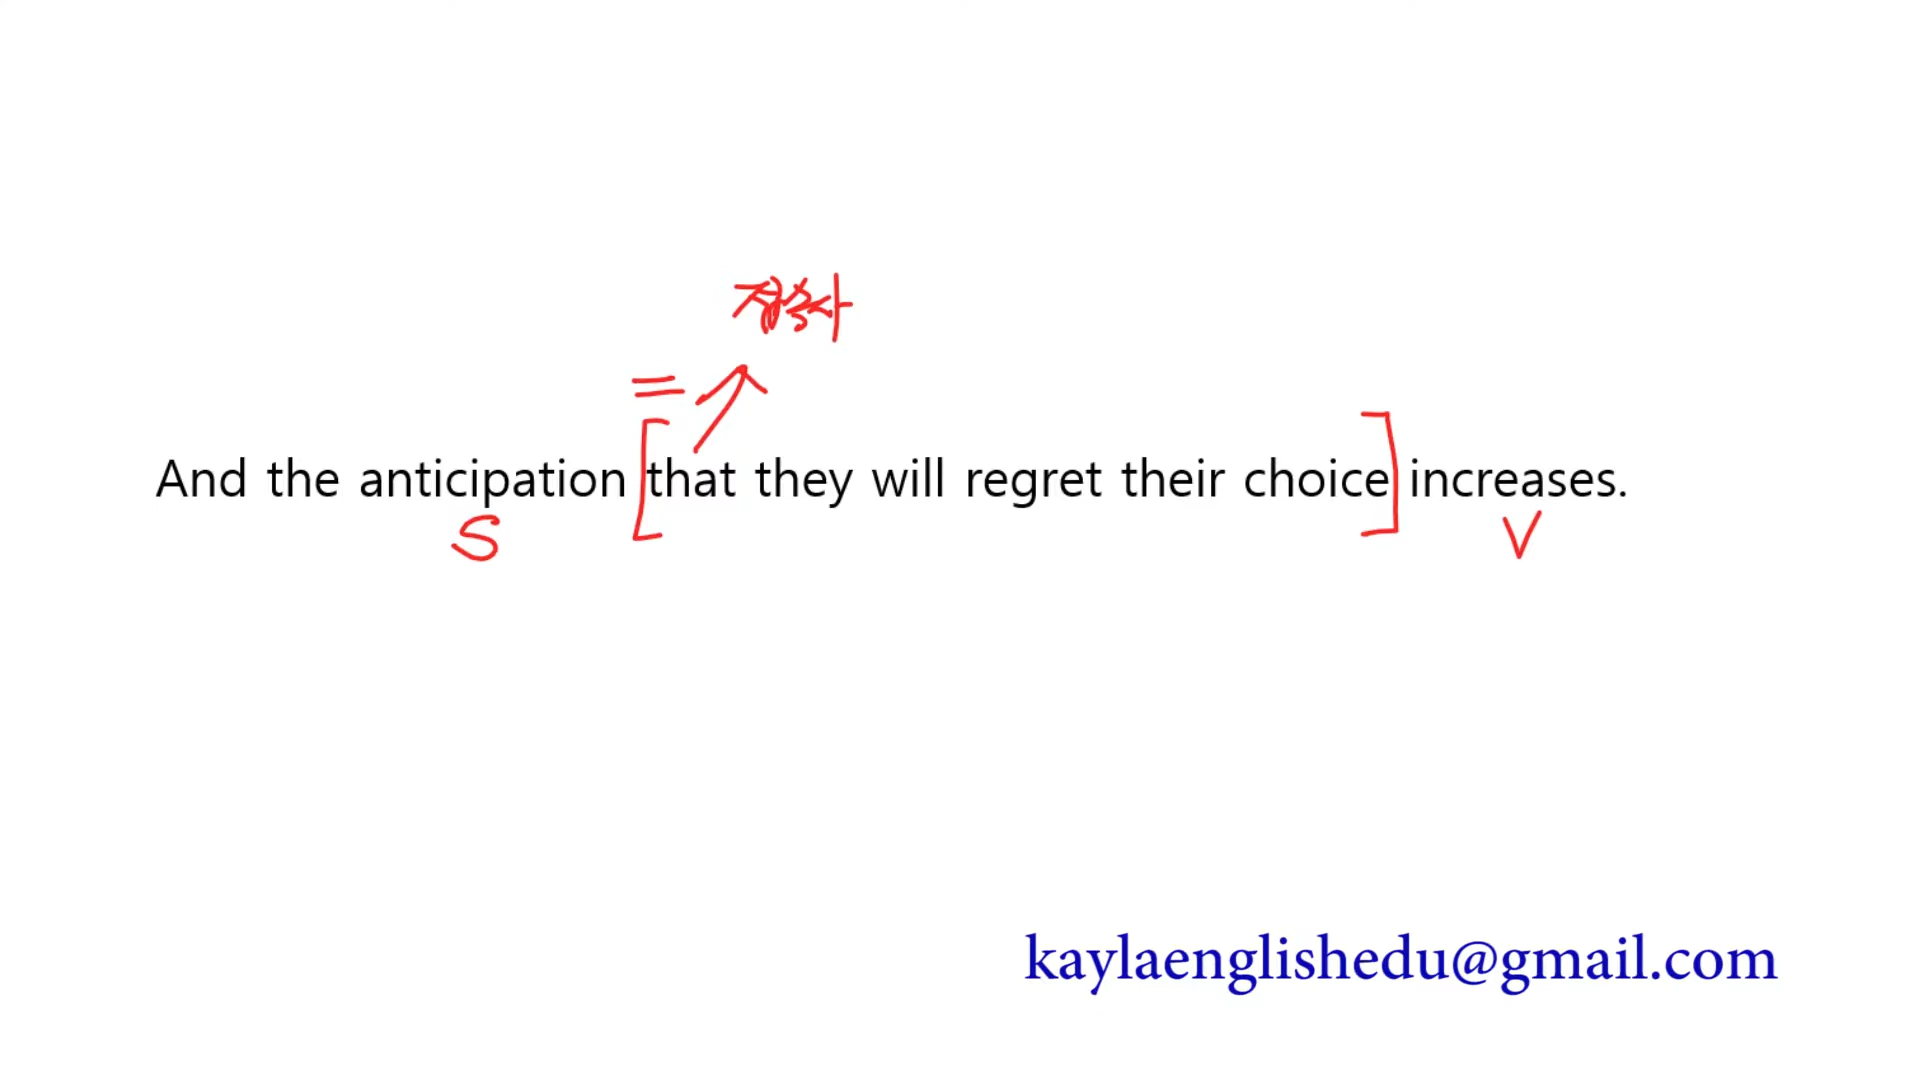 접속사
=
And the anticipation [that they will regret their choice] increases.
S V
kaylaenglishedu@gmail.com